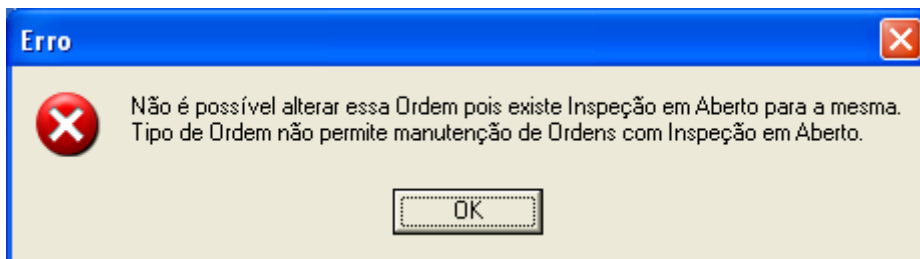 Erro
Não é possível alterar essa Ordem pois existe Inspeção em Aberto para a mesma.
Tipo de Ordem não permite manutenção de Ordens com Inspeção em Aberto.
OK